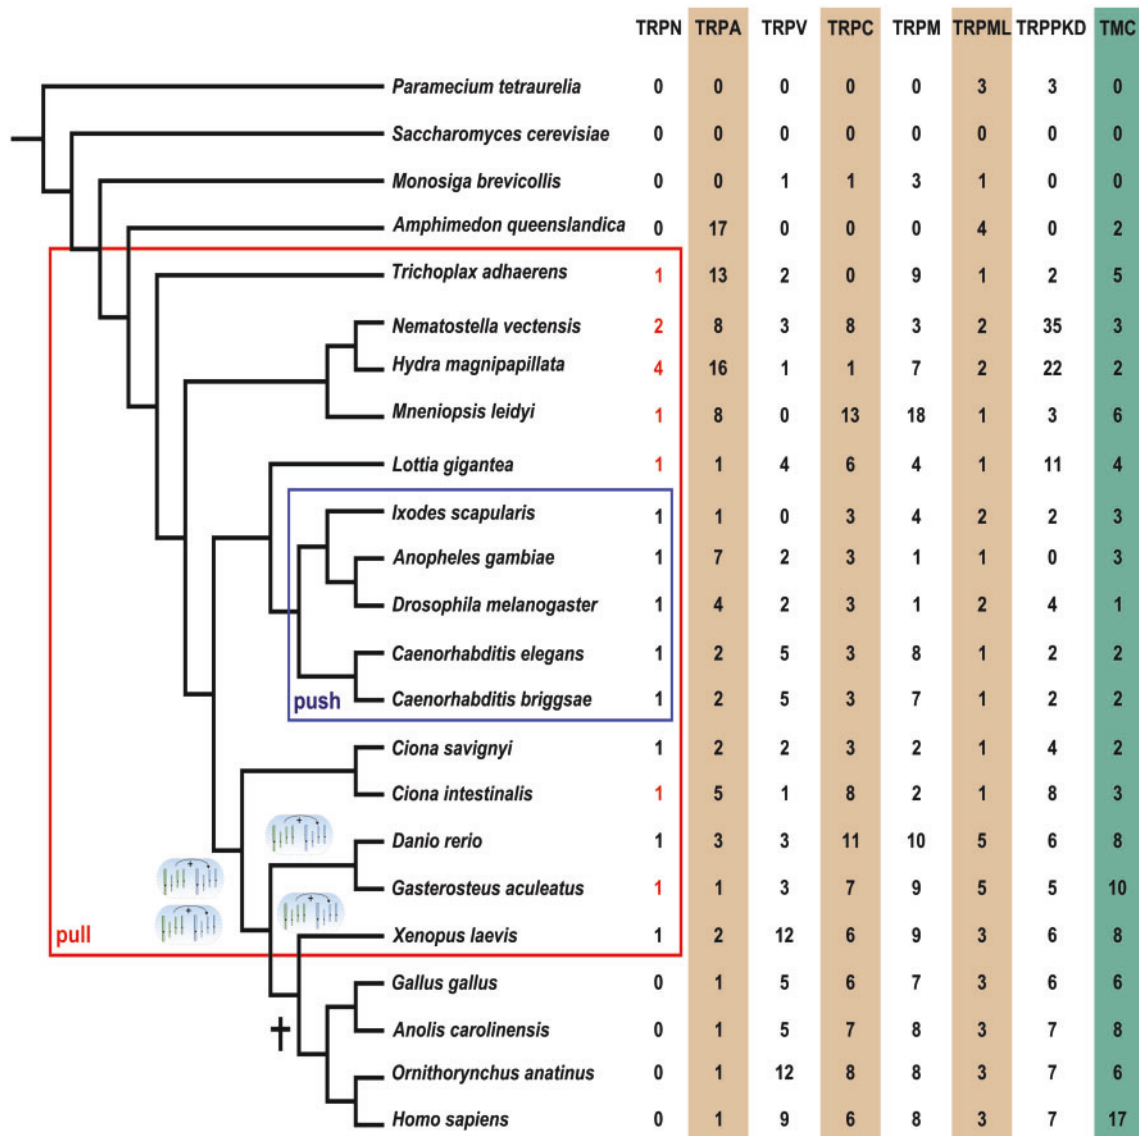 TRPN TRPA TRPV TRPC TRPM TRPML TRPPKD TMC
Paramecium tetraurelia 0 0 0 0 0 3 3 0
Saccharomyces cerevisiae 0 0 0 0 0 0 0 0
Monosiga brevicollis 0 0 1 1 3 1 0 0
Amphimedon queenslandica 0 17 0 0 0 4 0 2
Trichoplax adhaerens 1 13 2 0 9 1 2 5
Nematostella vectensis 2 8 3 8 3 2 35 3
Hydra magnipapillata 4 16 1 1 7 2 22 2
Mneniopsis leidyi 1 8 0 13 18 1 3 6
Lottia gigantea 1 1 4 6 4 1 11 4
Ixodes scapularis 1 1 0 3 4 2 2 3
Anopheles gambiae 1 7 2 3 1 1 0 3
Drosophila melanogaster 1 4 2 3 1 2 4 1
Caenorhabditis elegans 1 2 5 3 8 1 2 2
push Caenorhabditis briggsae 1 2 5 3 7 1 2 2
Ciona savignyi 1 2 2 3 2 1 4 2
Ciona intestinalis 1 5 1 8 2 1 8 3
Danio rerio 1 3 3 11 10 5 6 8
Gasterosteus aculeatus 1 1 3 7 9 5 5 10
pull Xenopus laevis 1 2 12 6 9 3 6 8
Gallus gallus 0 1 5 6 7 3 6 6
Anolis carolinensis 0 1 5 7 8 3 7 8
Ornithorynchus anatinus 0 1 12 8 8 3 7 6
Homo sapiens 0 1 9 6 8 3 7 17